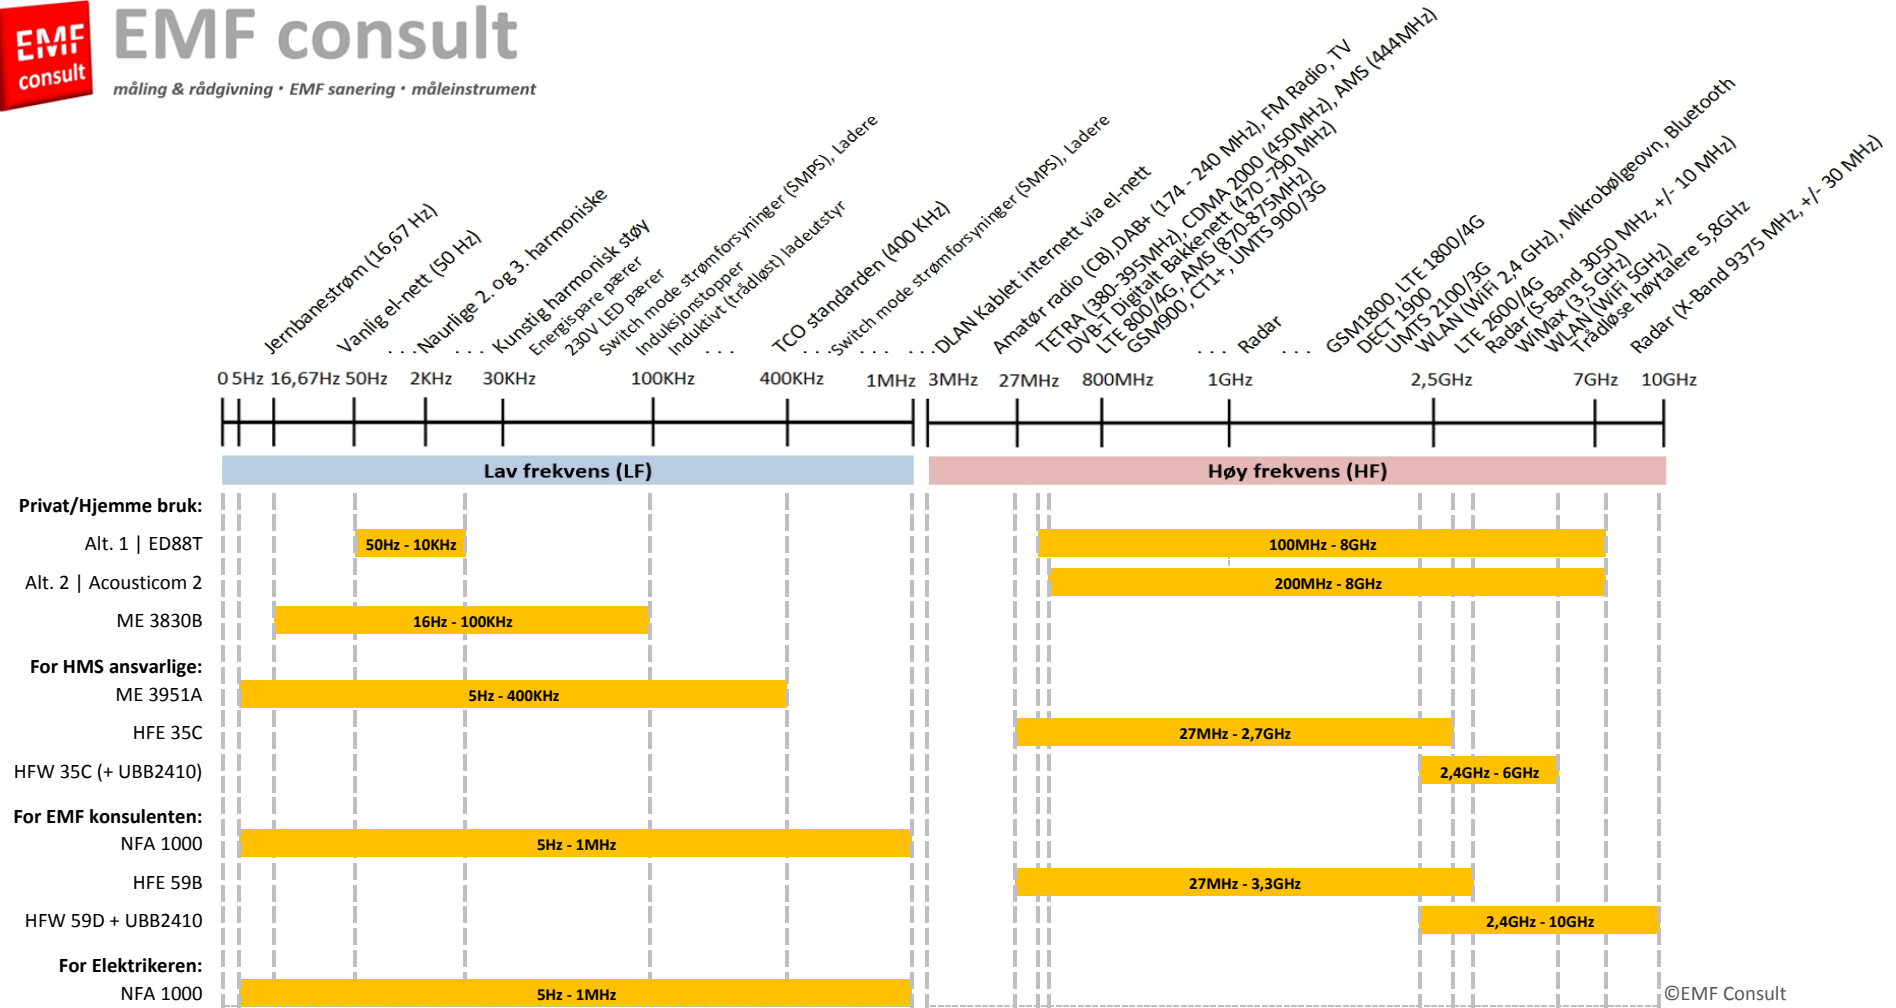 EMF
consult
EMF consult
måling & rådgivning · EMF sanering · måleinstrument
Jernbanestrøm (16,67 Hz)
Vanlig el-nett (50 Hz)
. . . Naurlige 2. og 3. harmoniske
. . . Kunstig harmonisk støy
Energispare pærer
230V LED pærer
Switch mode strømforsyninger (SMPS), Ladere
Induksjonstopper
Induktivt (trådløst) ladeutstyr
. . .
TCO standarden (400 KHz)
. . . Switch mode strømforsyninger (SMPS), Ladere
. . .
. . . DLAN Kablet internett via el-nett
Amatør radio (CB),DAB+ (174 - 240 MHz), FM Radio, TV
TETRA (380-395MHz), CDMA 2000 (450MHz), AMS (444MHz)
DVB-T Digitalt Bakkenett (470 -790 MHz)
LTE 800/4G, AMS (870-875MHz)
GSM900, CT1+, UMTS 900/3G
. . . Radar
. . . GSM1800, LTE 1800/4G
DECT 1900
UMTS 2100/3G
WLAN (WiFi 2,4 GHz), Mikrobølgeovn, Bluetooth
LTE 2600/4G
Radar (S-Band 3050 MHz, +/- 10 MHz)
WiMax (3,5 GHz)
WLAN (WiFi 5GHz)
Trådløse høytalere 5,8GHz
Radar (X-Band 9375 MHz, +/- 30 MHz)
0 5Hz 16,67Hz 50Hz 2KHz 30KHz 100KHz 400KHz 1MHz 3MHz 27MHz 800MHz 1GHz 2,5GHz 7GHz 10GHz
Lav frekvens (LF) Høy frekvens (HF)
Privat/Hjemme bruk:
Alt. 1 | ED88T 50Hz - 10KHz 100MHz - 8GHz
Alt. 2 | Acousticom 2 200MHz - 8GHz
ME 3830B 16Hz - 100KHz
For HMS ansvarlige:
ME 3951A 5Hz - 400KHz
HFE 35C 27MHz - 2,7GHz
HFW 35C (+ UBB2410) 2,4GHz - 6GHz
For EMF konsulenten:
NFA 1000 5Hz - 1MHz
HFE 59B 27MHz - 3,3GHz
HFW 59D + UBB2410 2,4GHz - 10GHz
For Elektrikeren:
NFA 1000 5Hz - 1MHz
©EMF Consult